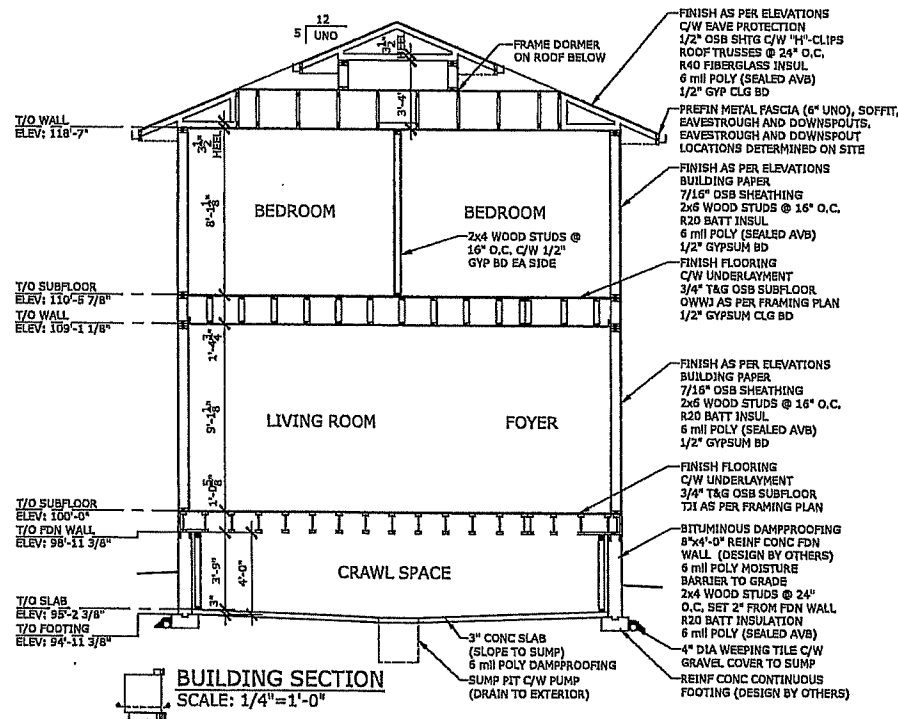 12
5
UNO
3½"
HEEL
FRAME DORMER
ON ROOF BELOW
3'-4"
FINISH AS PER ELEVATIONS
C/W EAVE PROTECTION
1/2" OSB SHTG C/W "H"-CLIPS
ROOF TRUSSES @ 24" O.C.
R40 FIBERGLASS INSUL
6 mil POLY (SEALED AVB)
1/2" GYP CLG BD
PREFIN METAL FASCIA (6" UNO), SOFFIT,
EAVESTROUGH AND DOWNSPOUTS.
EAVESTROUGH AND DOWNSPOUT
LOCATIONS DETERMINED ON SITE
T/O WALL
ELEV: 118'-7"
3½"
HEEL
8'-1⅛"
BEDROOM
BEDROOM
2x4 WOOD STUDS @
16" O.C. C/W 1/2"
GYP BD EA SIDE
FINISH AS PER ELEVATIONS
BUILDING PAPER
7/16" OSB SHEATHING
2x6 WOOD STUDS @ 16" O.C.
R20 BATT INSUL
6 mil POLY (SEALED AVB)
1/2" GYPSUM BD
FINISH FLOORING
C/W UNDERLAYMENT
3/4" T&G OSB SUBFLOOR
OWWJ AS PER FRAMING PLAN
1/2" GYPSUM CLG BD
T/O SUBFLOOR
ELEV: 110'-5 7/8"
T/O WALL
ELEV: 109'-1 1/8"
1'-4¾"
9'-1⅛"
LIVING ROOM
FOYER
FINISH AS PER ELEVATIONS
BUILDING PAPER
7/16" OSB SHEATHING
2x6 WOOD STUDS @ 16" O.C.
R20 BATT INSUL
6 mil POLY (SEALED AVB)
1/2" GYPSUM BD
FINISH FLOORING
C/W UNDERLAYMENT
3/4" T&G OSB SUBFLOOR
TJI AS PER FRAMING PLAN
T/O SUBFLOOR
ELEV: 100'-0"
T/O FDN WALL
ELEV: 98'-11 3/8"
1'-0⅝"
3'-9"
4'-0"
3"
CRAWL SPACE
BITUMINOUS DAMPPROOFING
8"x4'-0" REINF CONC FDN
WALL (DESIGN BY OTHERS)
6 mil POLY MOISTURE
BARRIER TO GRADE
2x4 WOOD STUDS @ 24"
O.C. SET 2" FROM FDN WALL
R20 BATT INSULATION
6 mil POLY (SEALED AVB)
4" DIA WEEPING TILE C/W
GRAVEL COVER TO SUMP
REINF CONC CONTINUOUS
FOOTING (DESIGN BY OTHERS)
T/O SLAB
ELEV: 95'-2 3/8"
T/O FOOTING
ELEV: 94'-11 3/8"
3" CONC SLAB
(SLOPE TO SUMP)
6 mil POLY DAMPPROOFING
SUMP PIT C/W PUMP
(DRAIN TO EXTERIOR)
BUILDING SECTION
SCALE: 1/4"=1'-0"